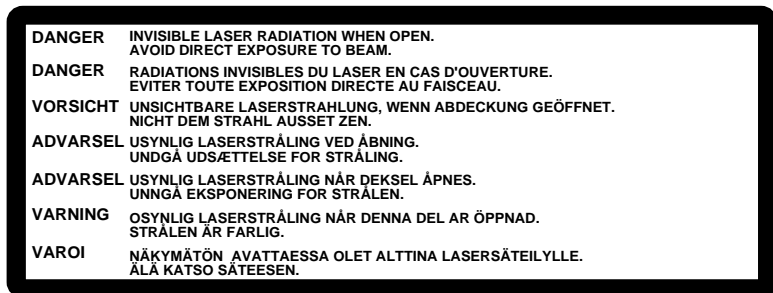 DANGER INVISIBLE LASER RADIATION WHEN OPEN.
AVOID DIRECT EXPOSURE TO BEAM.
DANGER RADIATIONS INVISIBLES DU LASER EN CAS D'OUVERTURE.
EVITER TOUTE EXPOSITION DIRECTE AU FAISCEAU.
VORSICHT UNSICHTBARE LASERSTRAHLUNG, WENN ABDECKUNG GEÖFFNET.
NICHT DEM STRAHL AUSSET ZEN.
ADVARSEL USYNLIG LASERSTRÅLING VED ÅBNING.
UNDGÅ UDSÆTTELSE FOR STRÅLING.
ADVARSEL USYNLIG LASERSTRÅLING NÅR DEKSEL ÅPNES.
UNNGÅ EKSPONERING FOR STRÅLEN.
VARNING OSYNLIG LASERSTRÅLING NÅR DENNA DEL AR ÖPPNAD.
STRÅLEN ÄR FARLIG.
VAROI NÄKYMÄTÖN AVATTAESSA OLET ALTTINA LASERSÄTEILYLLE.
ÄLÄ KATSO SÄTEESEN.